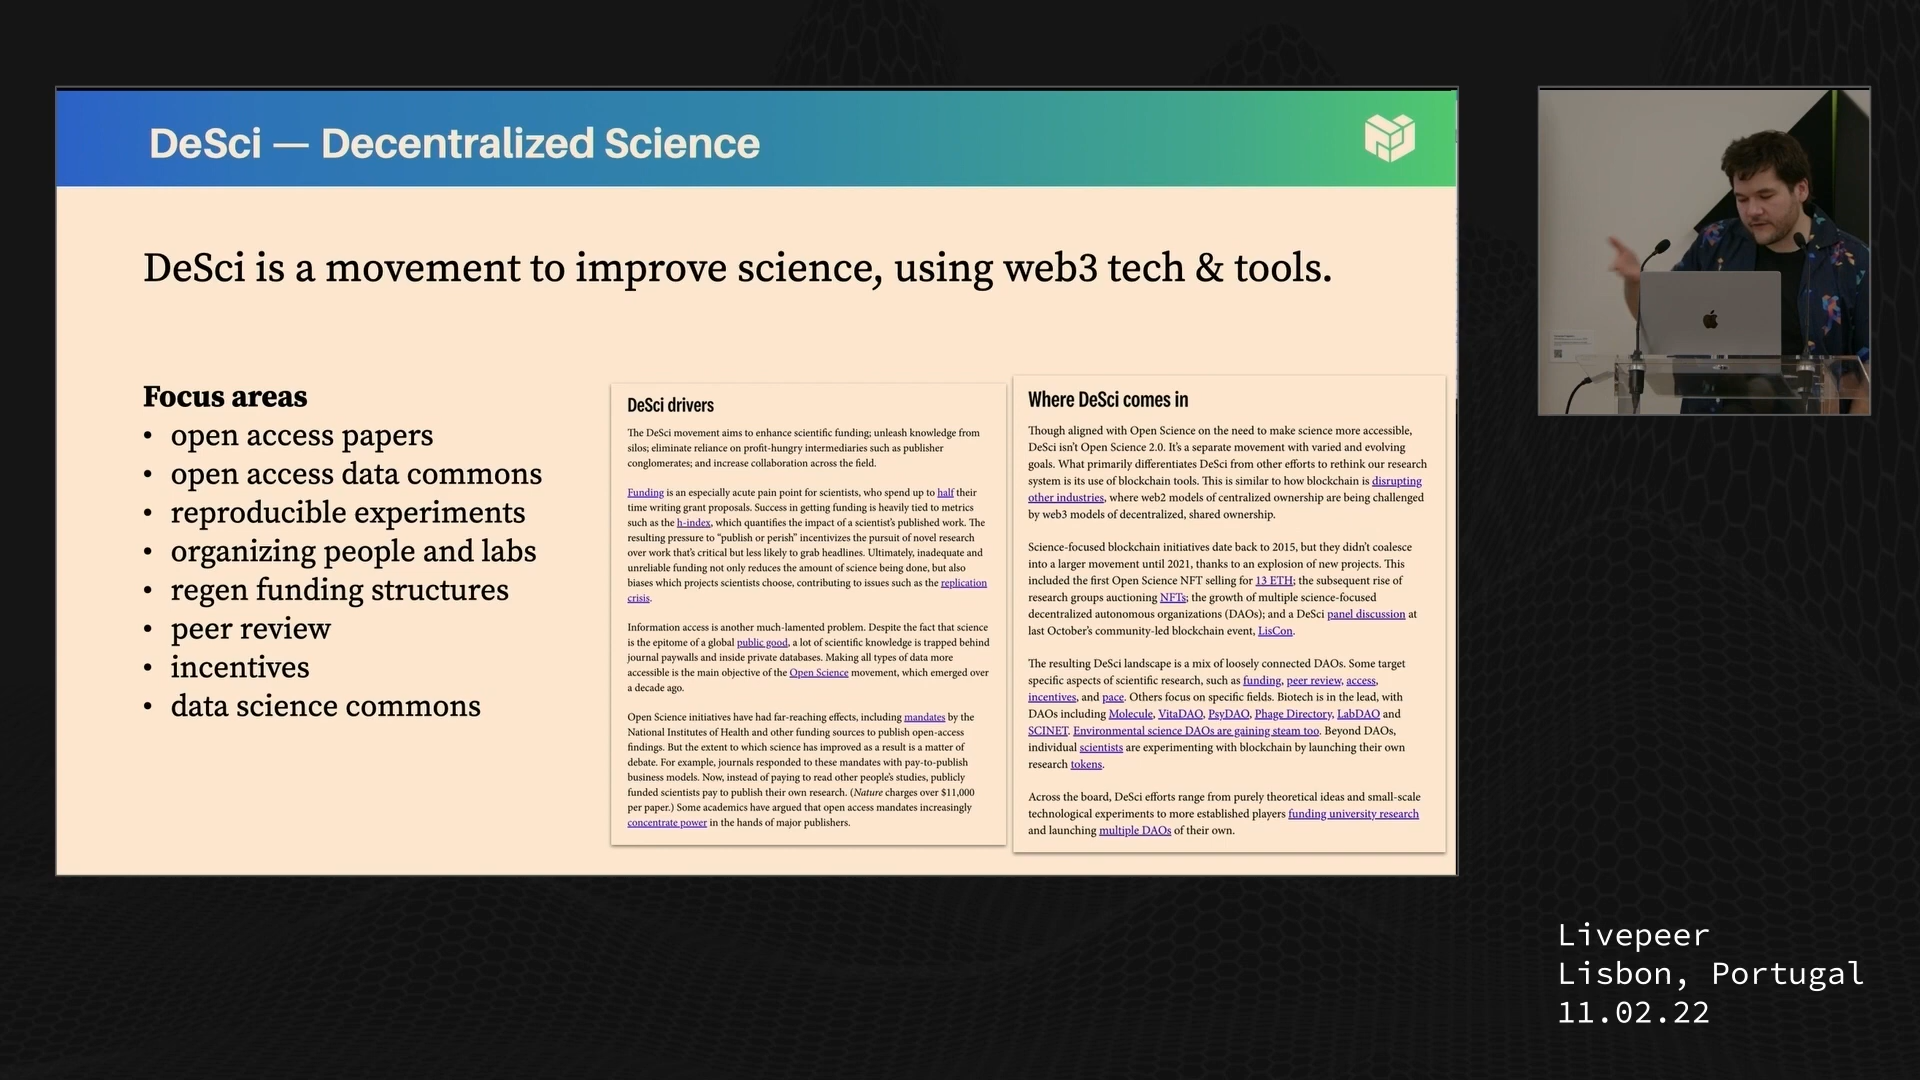 DeSci — Decentralized Science
DeSci is a movement to improve science, using web3 tech & tools.
Focus areas
• open access papers
• open access data commons
• reproducible experiments
• organizing people and labs
• regen funding structures
• peer review
• incentives
• data science commons
DeSci drivers
The DeSci movement aims to enhance scientific funding; unleash knowledge from
silos; eliminate reliance on profit-hungry intermediaries such as publisher
conglomerates; and increase collaboration across the field.
Funding is an especially acute pain point for scientists, who spend up to half their
time writing grant proposals. Success in getting funding is heavily tied to metrics
such as the h-index, which quantifies the impact of a scientist's published work. The
resulting pressure to “publish or perish” incentivizes the pursuit of novel research
over work that's critical but less likely to grab headlines. Ultimately, inadequate and
unreliable funding not only reduces the amount of science being done, but also
biases which projects scientists choose, contributing to issues such as the replication
crisis.
Information access is another much-lamented problem. Despite the fact that science
is the epitome of a global public good, a lot of scientific knowledge is trapped behind
journal paywalls and inside private databases. Making all types of data more
accessible is the main objective of the Open Science movement, which emerged over
a decade ago.
Open Science initiatives have had far-reaching effects, including mandates by the
National Institutes of Health and other funding sources to publish open-access
findings. But the extent to which science has improved as a result is a matter of
debate. For example, journals responded to these mandates with pay-to-publish
business models. Now, instead of paying to read other people's studies, publicly
funded scientists pay to publish their own research. (Nature charges over $11,000
per paper.) Some academics have argued that open access mandates increasingly
concentrate power in the hands of major publishers.
Where DeSci comes in
Though aligned with Open Science on the need to make science more accessible,
DeSci isn't Open Science 2.0. It's a separate movement with varied and evolving
goals. What primarily differentiates DeSci from other efforts to rethink our research
system is its use of blockchain tools. This is similar to how blockchain is disrupting
other industries, where web2 models of centralized ownership are being challenged
by web3 models of decentralized, shared ownership.
Science-focused blockchain initiatives date back to 2015, but they didn't coalesce
into a larger movement until 2021, thanks to an explosion of new projects. This
included the first Open Science NFT selling for 13 ETH; the subsequent rise of
research groups auctioning NFTs; the growth of multiple science-focused
decentralized autonomous organizations (DAOs); and a DeSci panel discussion at
last October's community-led blockchain event, LisCon.
The resulting DeSci landscape is a mix of loosely connected DAOs. Some target
specific aspects of scientific research, such as funding, peer review, access,
incentives, and pace. Others focus on specific fields. Biotech is in the lead, with
DAOs including Molecule, VitaDAO, PsyDAO, Phage Directory, LabDAO and
SCINET. Environmental science DAOs are gaining steam too. Beyond DAOs,
individual scientists are experimenting with blockchain by launching their own
research tokens.
Across the board, DeSci efforts range from purely theoretical ideas and small-scale
technological experiments to more established players funding university research
and launching multiple DAOs of their own.
Livepeer
Lisbon, Portugal
11.02.22